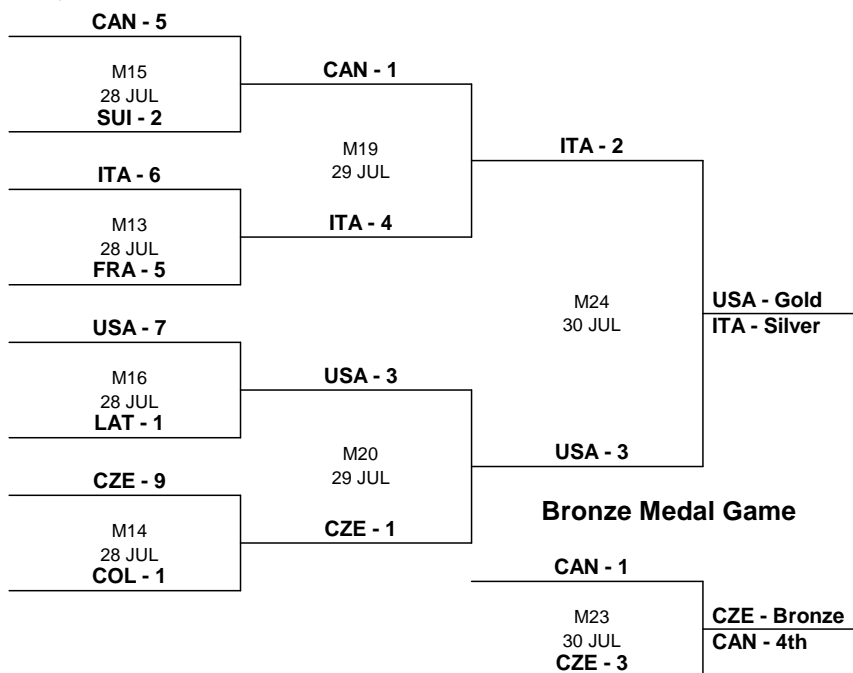 CAN - 5
M15
28 JUL
SUI - 2
CAN - 1
M19
29 JUL
ITA - 6
M13
28 JUL
FRA - 5
ITA - 4
ITA - 2
M24
30 JUL
USA - Gold
ITA - Silver
USA - 7
M16
28 JUL
LAT - 1
USA - 3
M20
29 JUL
CZE - 9
M14
28 JUL
COL - 1
CZE - 1
USA - 3
Bronze Medal Game
CAN - 1
M23
30 JUL
CZE - 3
CZE - Bronze
CAN - 4th